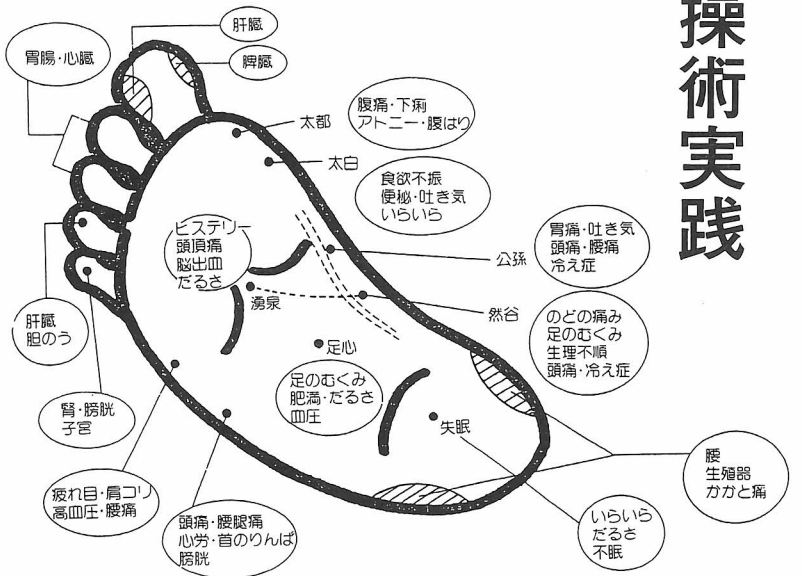 操術実践
肝臓
脾臓
胃腸・心臓
太都
腹痛・下痢
アトニー・腹はり
太白
食欲不振
便秘・吐き気
いらいら
公孫
胃痛・吐き気
頭痛・腰痛
冷え症
ヒステリー
頭頂痛
脳出血
だるさ
湧泉
然谷
のどの痛み
足のむくみ
生理不順
頭痛・冷え症
肝臓
胆のう
足心
足のむくみ
肥満・だるさ
血圧
失眠
腎・膀胱
子宮
腰
生殖器
かかと痛
疲れ目・肩コリ
高血圧・腰痛
頭痛・腰腿痛
心労・首のりんぱ
膀胱
いらいら
だるさ
不眠